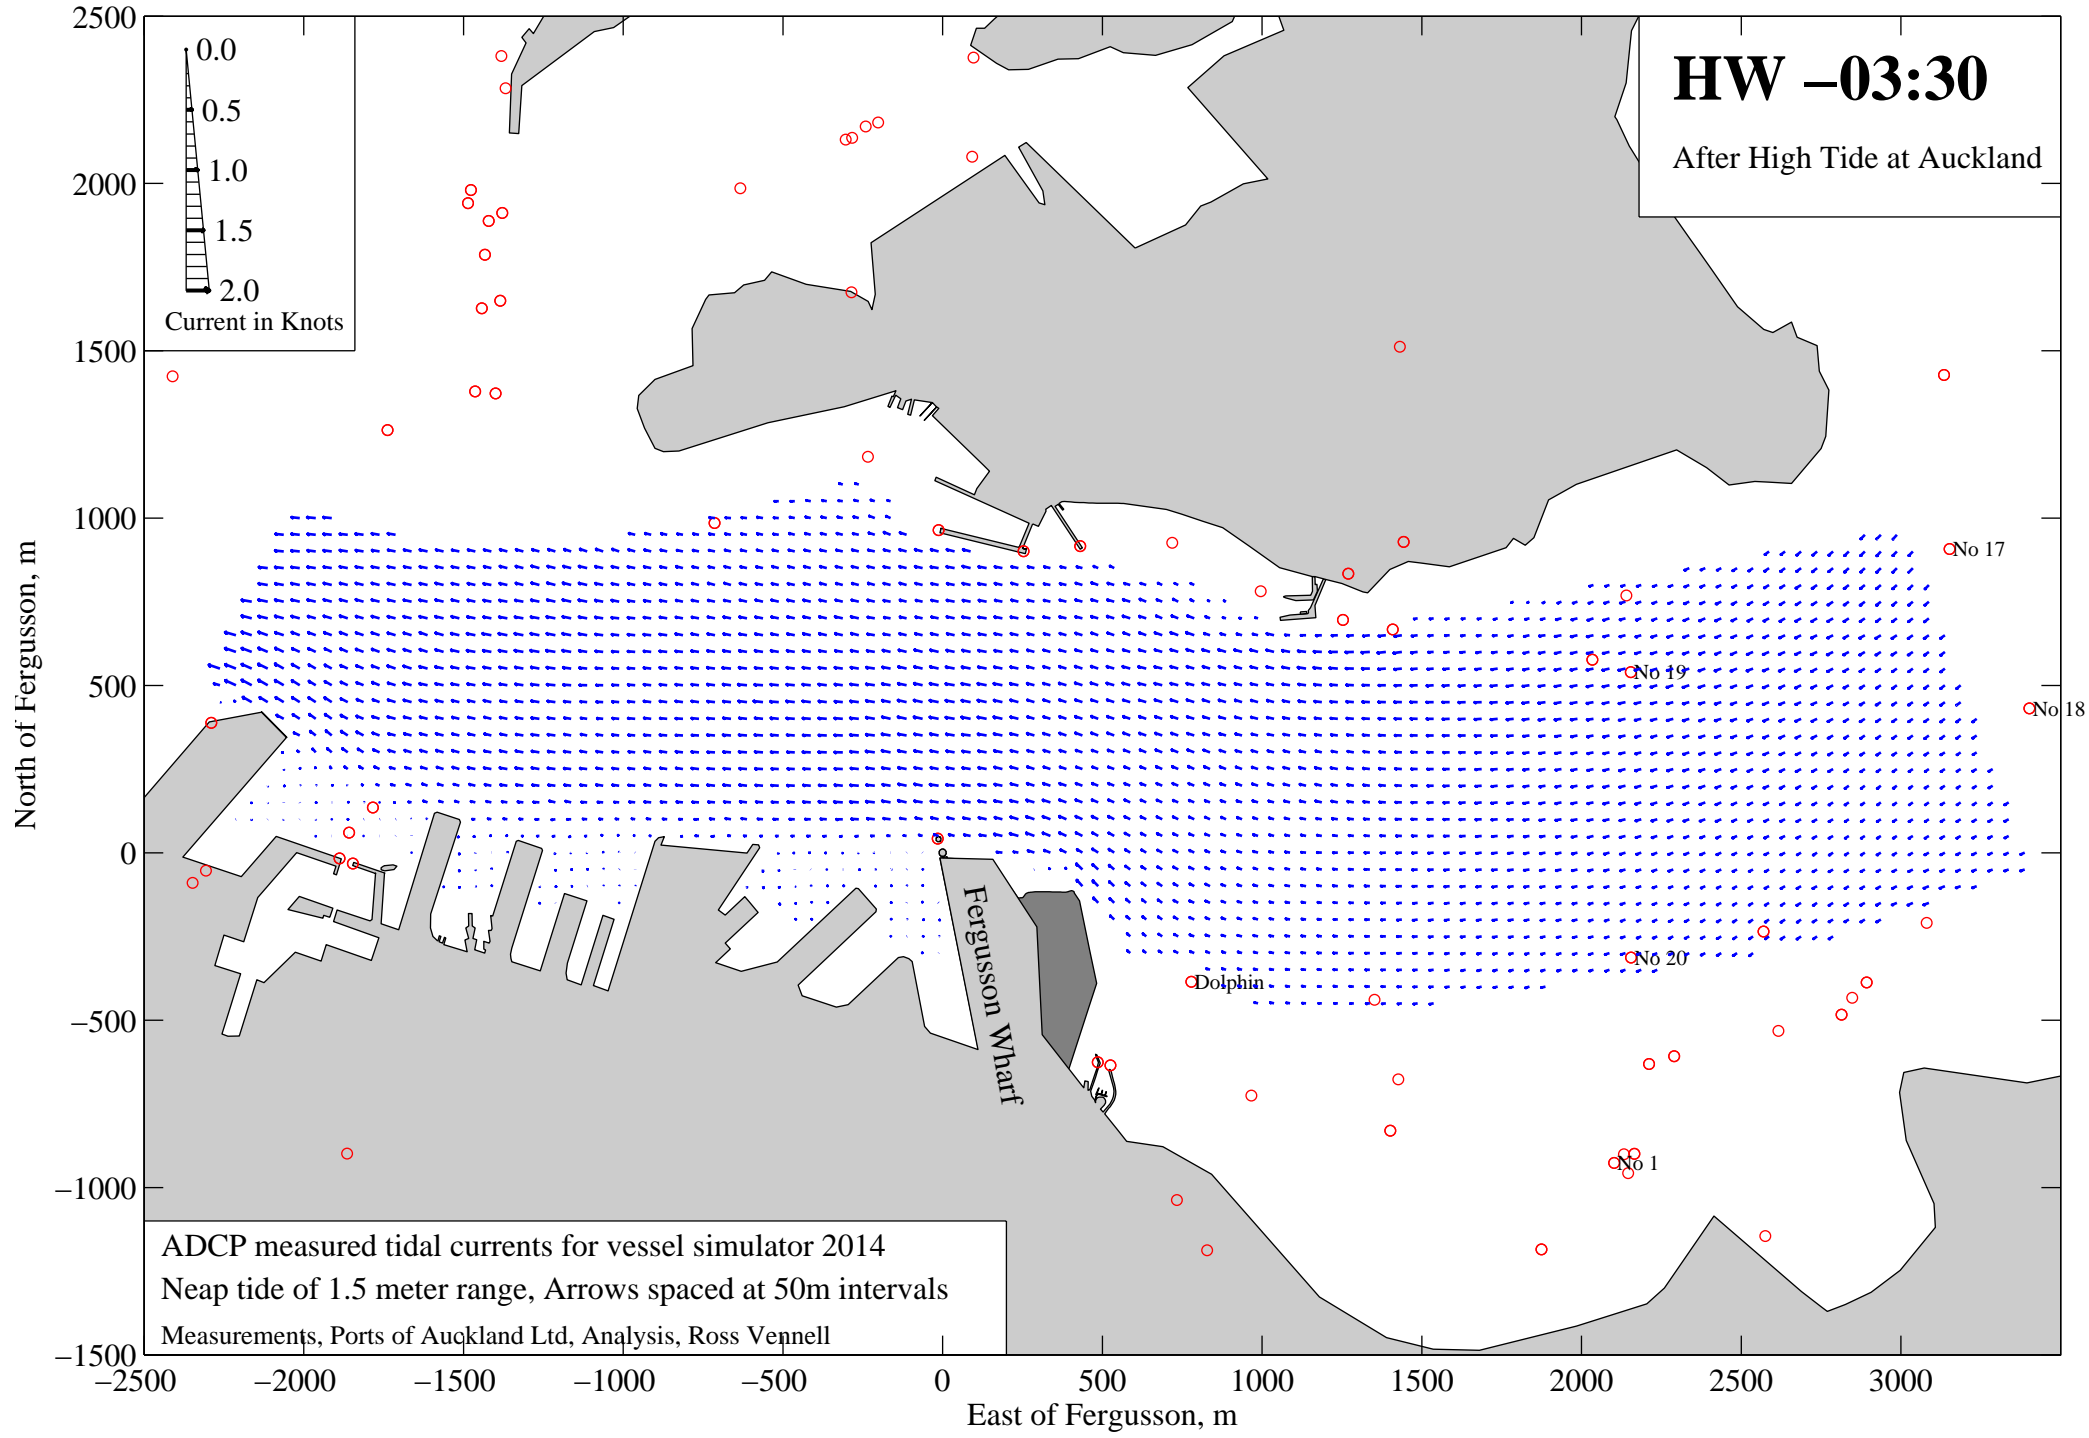 2500
2000
1500
1000
500
0
−500
−1000
−1500
North of Fergusson, m
0.0
0.5
1.0
1.5
2.0
Current in Knots
HW −03:30
After High Tide at Auckland
No 17
No 19
No 18
No 20
Dolphin
No 1
Fergusson Wharf
ADCP measured tidal currents for vessel simulator 2014
Neap tide of 1.5 meter range, Arrows spaced at 50m intervals
Measurements, Ports of Auckland Ltd, Analysis, Ross Vennell
−2500 −2000 −1500 −1000 −500 0 500 1000 1500 2000 2500 3000
East of Fergusson, m